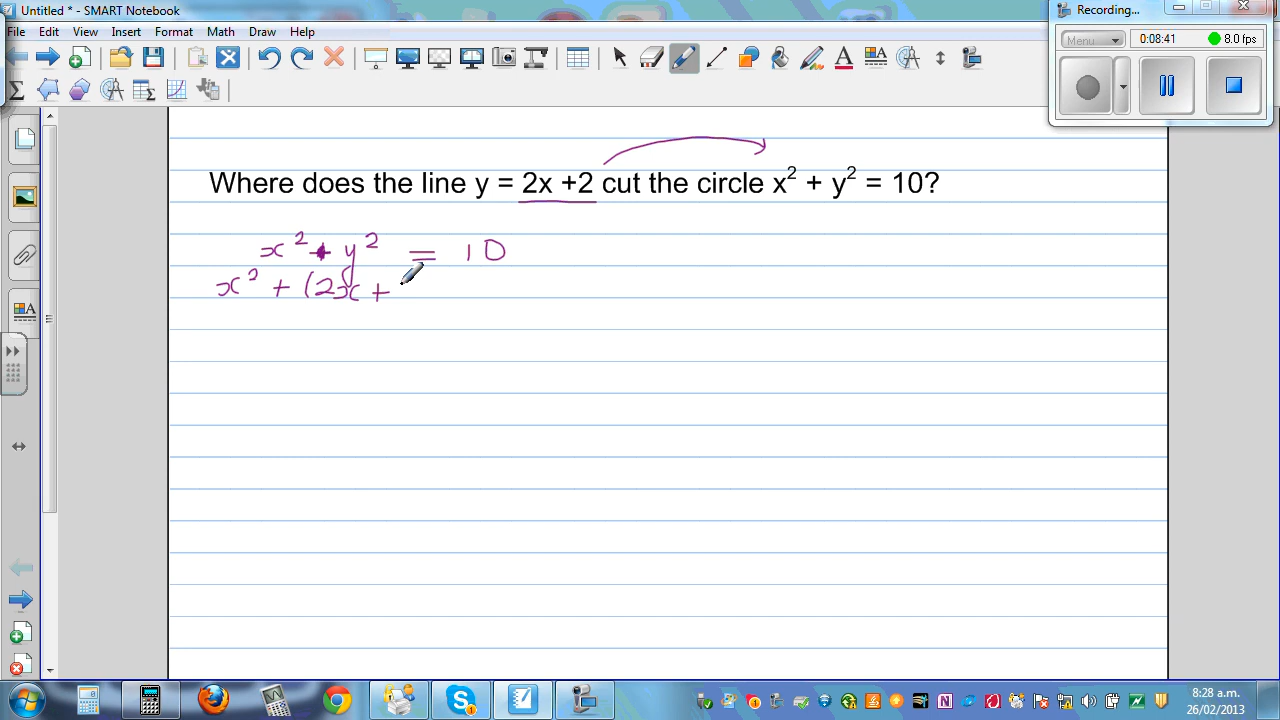 Untitled * - SMART Notebook
File Edit View Insert Format Math Draw Help
Recording...
Menu
0:08:41
8.0 fps
Where does the line y = 2x +2 cut the circle x² + y² = 10?
x² + y² = 10
x² + (2x +
8:28 a.m.
26/02/2013